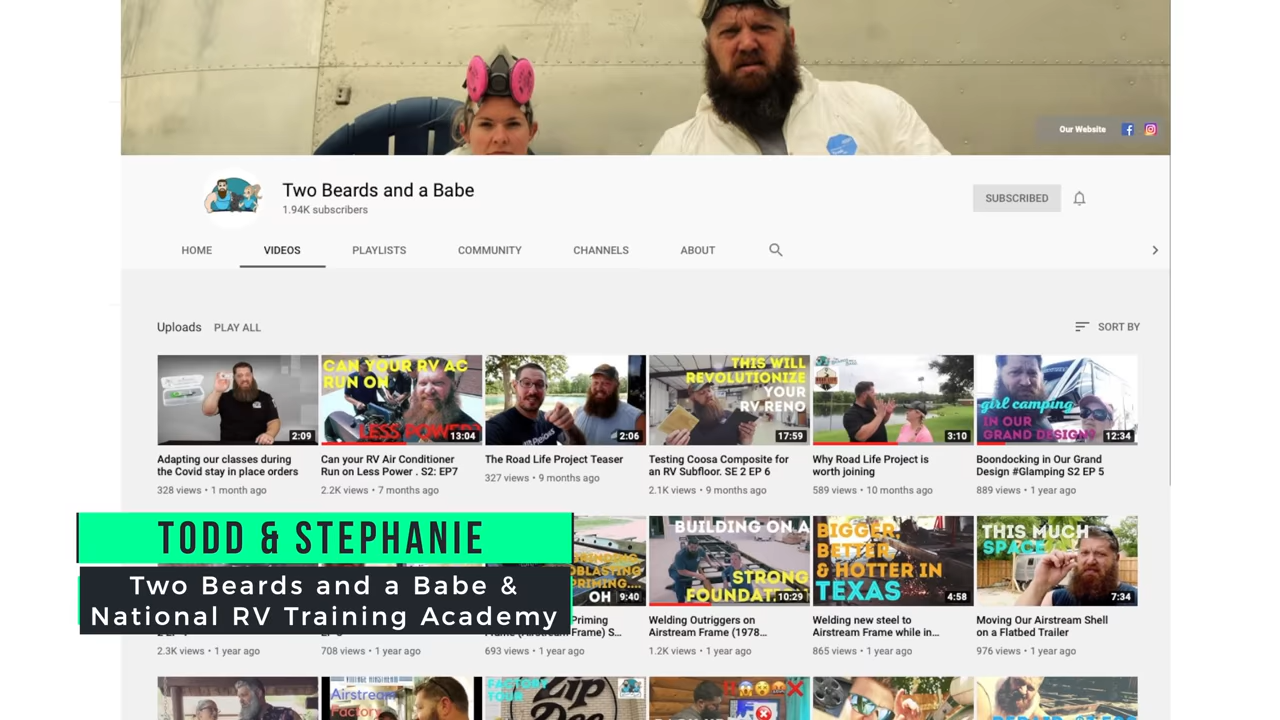 Our Website
Two Beards and a Babe
1.94K subscribers
SUBSCRIBED
HOME
VIDEOS
PLAYLISTS
COMMUNITY
CHANNELS
ABOUT
Uploads PLAY ALL
SORT BY
2:09
Adapting our classes during
the Covid stay in place orders
328 views • 1 month ago
CAN YOUR RV AC
RUN ON
LESS POWER?
13:04
Can your RV Air Conditioner
Run on Less Power . S2: EP7
2.2K views • 7 months ago
2:06
The Road Life Project Teaser
327 views • 9 months ago
THIS WILL
REVOLUTIONIZE
YOUR
RV RENO
17:59
Testing Coosa Composite for
an RV Subfloor. SE 2 EP 6
2.1K views • 9 months ago
3:10
Why Road Life Project is
worth joining
589 views • 10 months ago
girl camping
IN OUR
GRAND DESIGN?
12:34
Boondocking in Our Grand
Design #Glamping S2 EP 5
889 views • 1 year ago
TODD & STEPHANIE
Two Beards and a Babe &
National RV Training Academy
2.3K views • 1 year ago
708 views • 1 year ago
OH
9:40
Priming
Frame) S...
693 views • 1 year ago
BUILDING ON A
STRONG
FOUNDAT
10:29
Welding Outriggers on
Airstream Frame (1978...
1.2K views • 1 year ago
BIGGER,
BETTER
& HOTTER IN
TEXAS
4:58
Welding new steel to
Airstream Frame while in...
865 views • 1 year ago
THIS MUCH
SPACE
7:34
Moving Our Airstream Shell
on a Flatbed Trailer
976 views • 1 year ago
VINTAGE AIRSTREAM
Airstream
Factory
FACTORY
TOUR
Zip
Dee